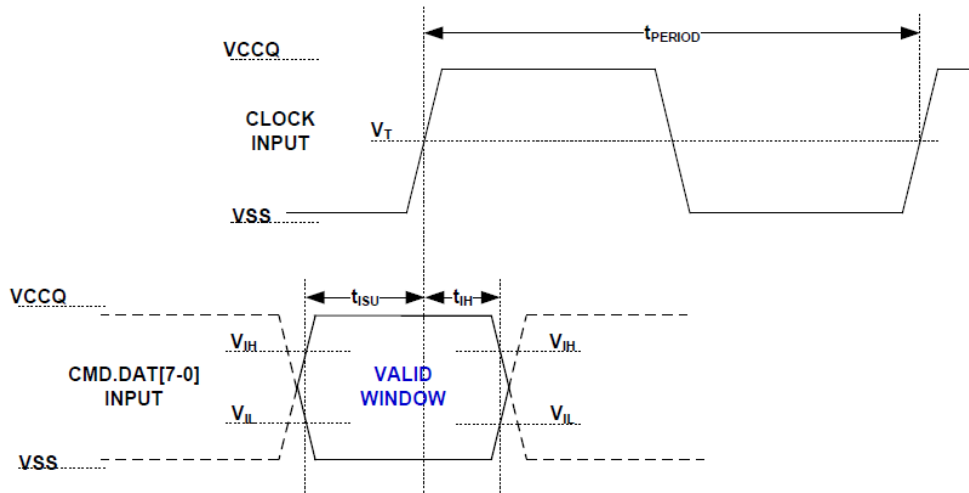 tPERIOD
VCCQ
CLOCK
INPUT
VT
VSS
VCCQ
tISU
tIH
VIH
VIH
CMD.DAT[7-0]
INPUT
VALID
WINDOW
VIL
VIL
VSS